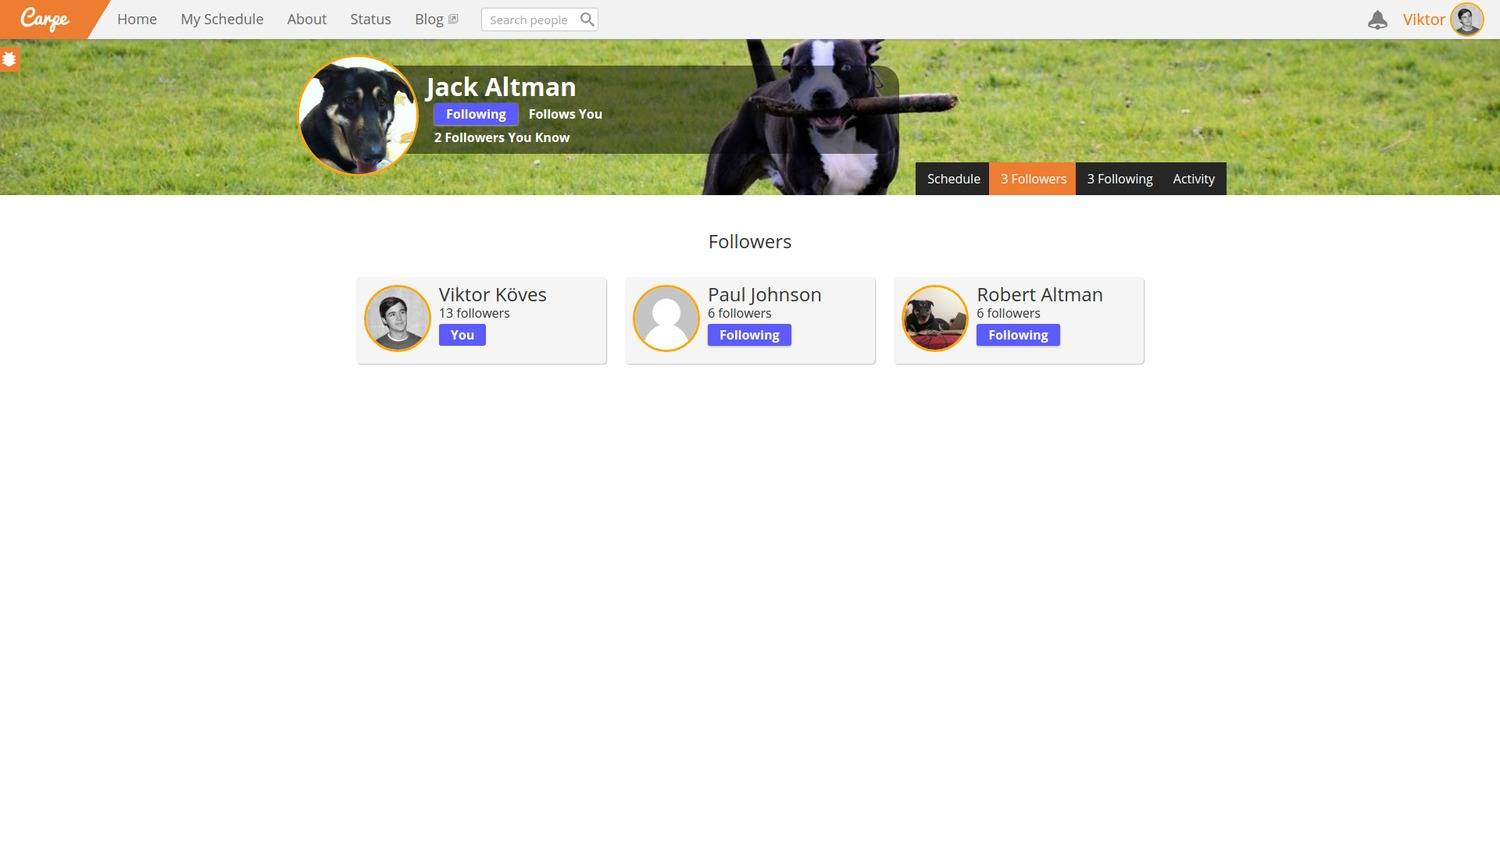 Carpe
Home
My Schedule
About
Status
Blog
Search people
Viktor
Jack Altman
Following
Follows You
2 Followers You Know
Schedule
3 Followers
3 Following
Activity
Followers
Viktor Köves
13 followers
You
Paul Johnson
6 followers
Following
Robert Altman
6 followers
Following